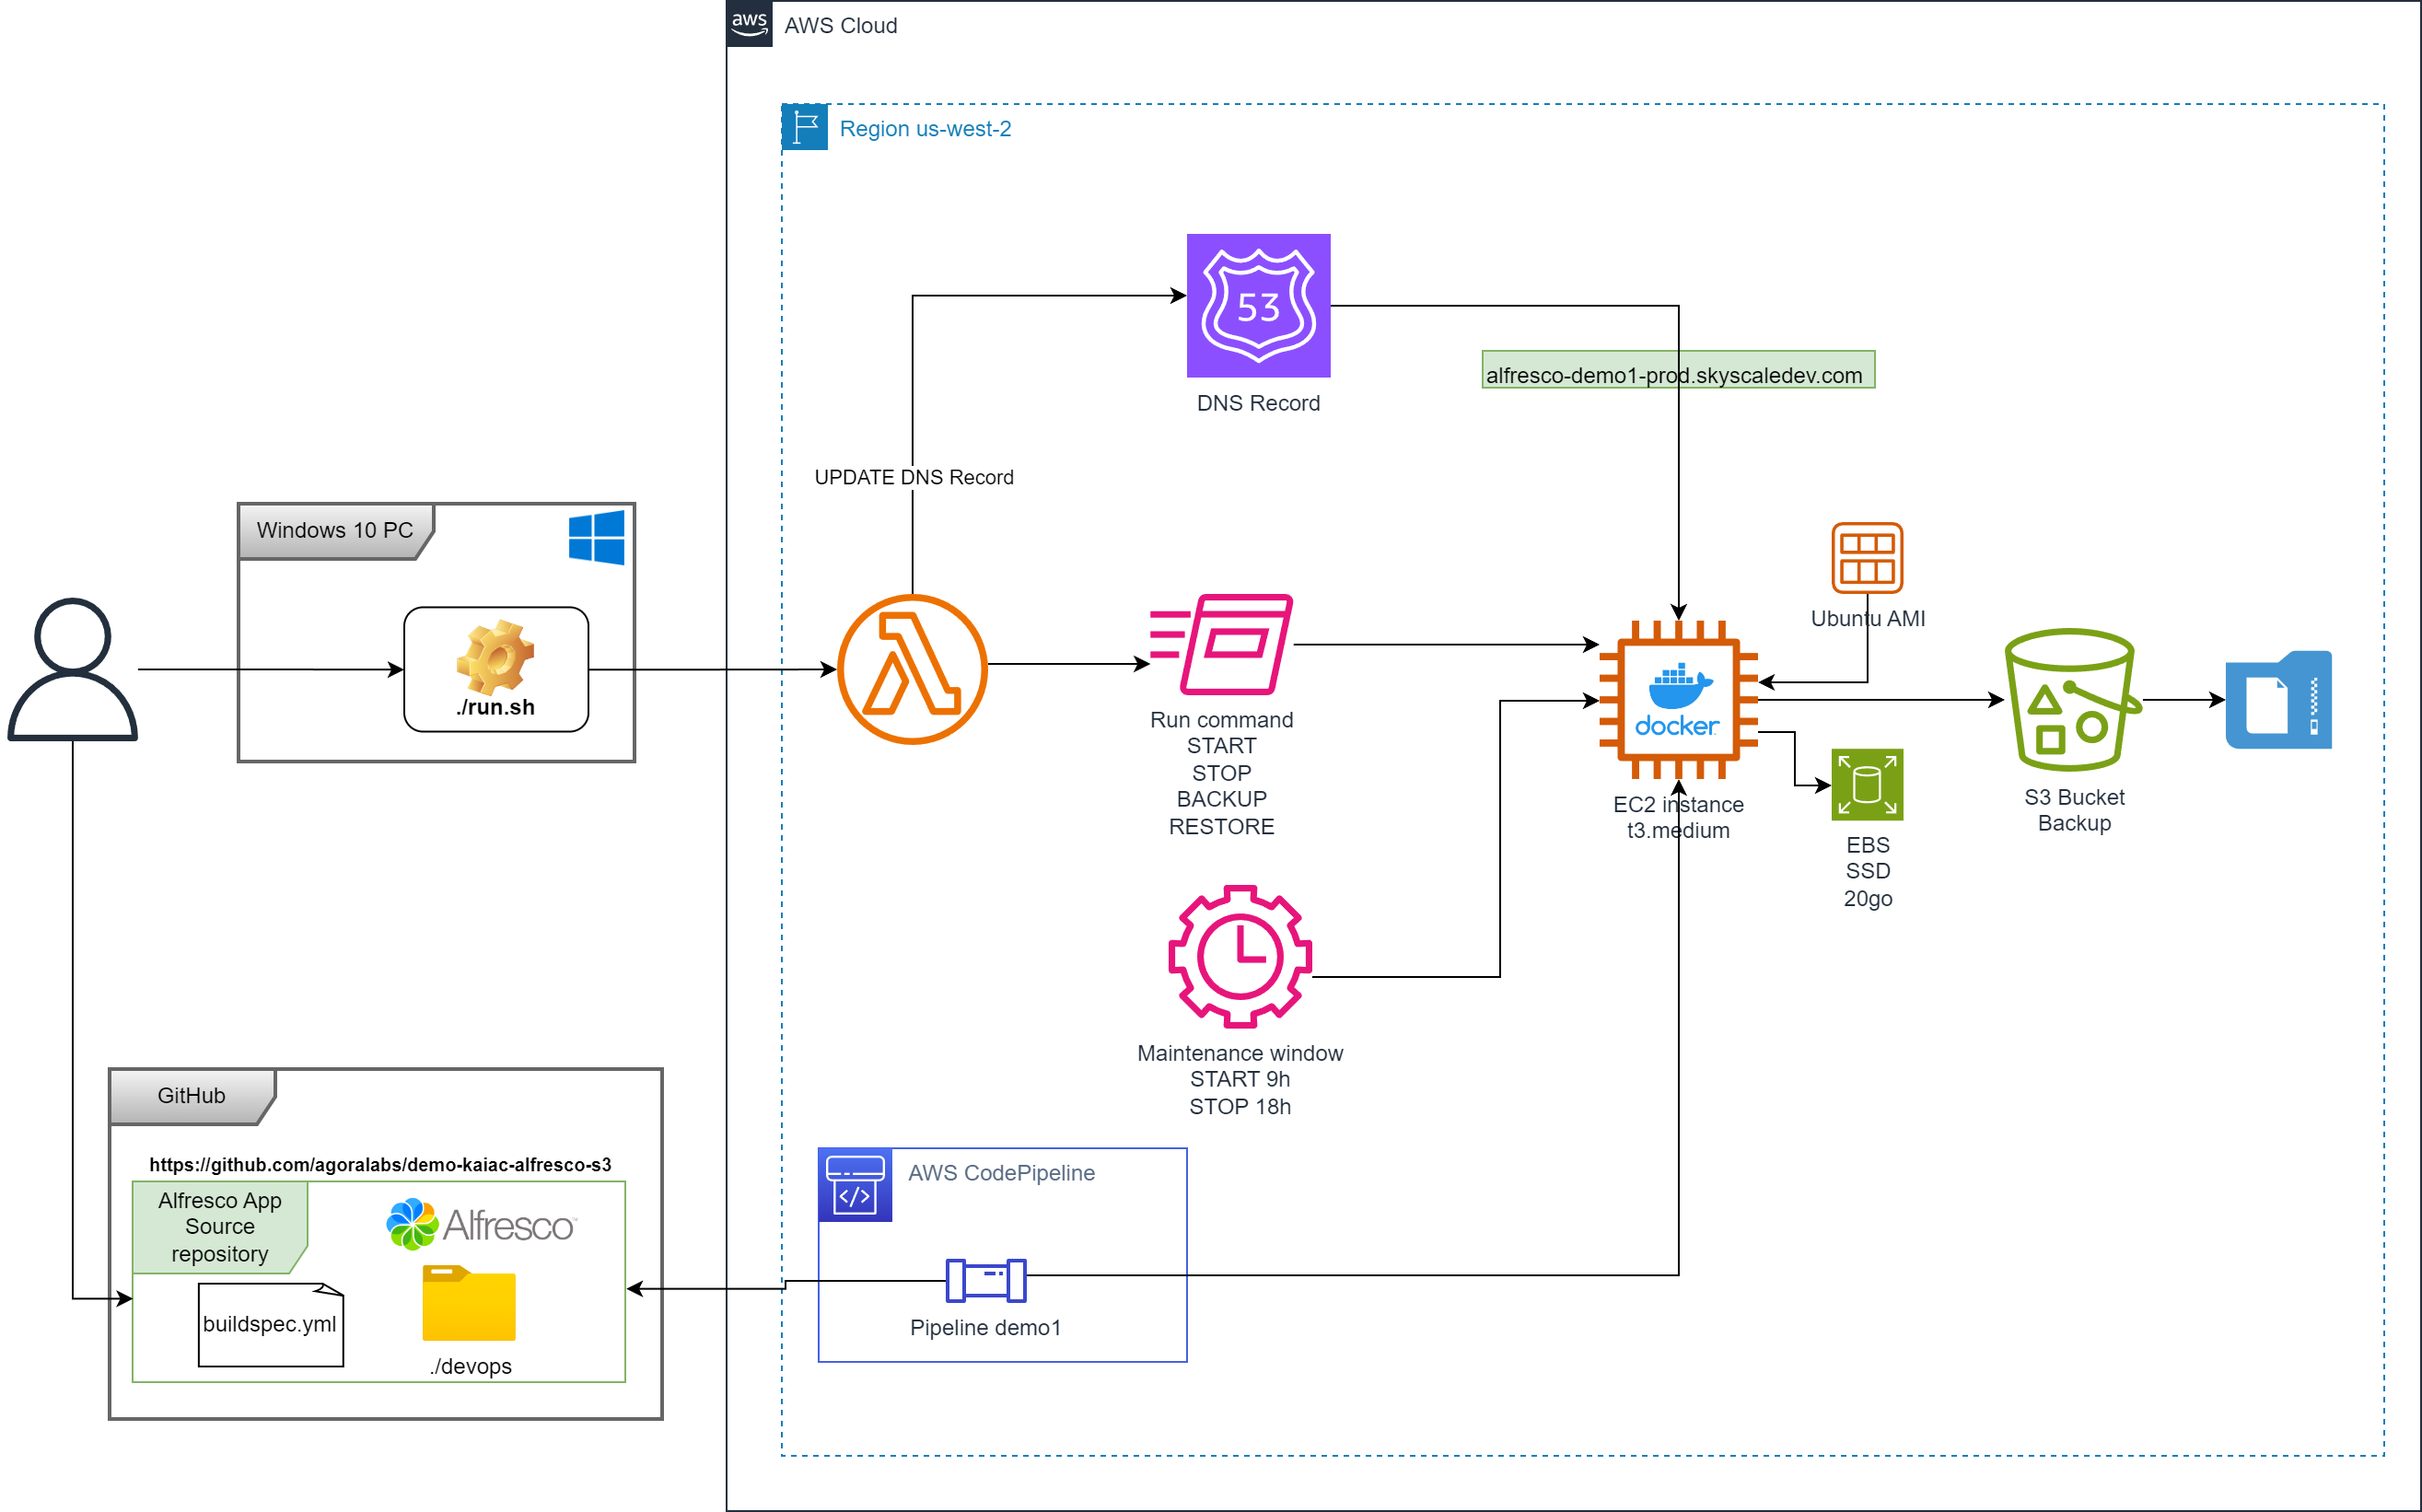 aws
AWS Cloud
Region us-west-2
53
DNS Record
alfresco-demo1-prod.skyscaledev.com
UPDATE DNS Record
Windows 10 PC
./run.sh
Run command
START
STOP
BACKUP
RESTORE
Ubuntu AMI
docker
EC2 instance
t3.medium
EBS
SSD
20go
S3 Bucket
Backup
Maintenance window
START 9h
STOP 18h
GitHub
https://github.com/agoralabs/demo-kaiac-alfresco-s3
Alfresco App
Source
repository
Alfresco
buildspec.yml
./devops
AWS CodePipeline
</>
Pipeline demo1